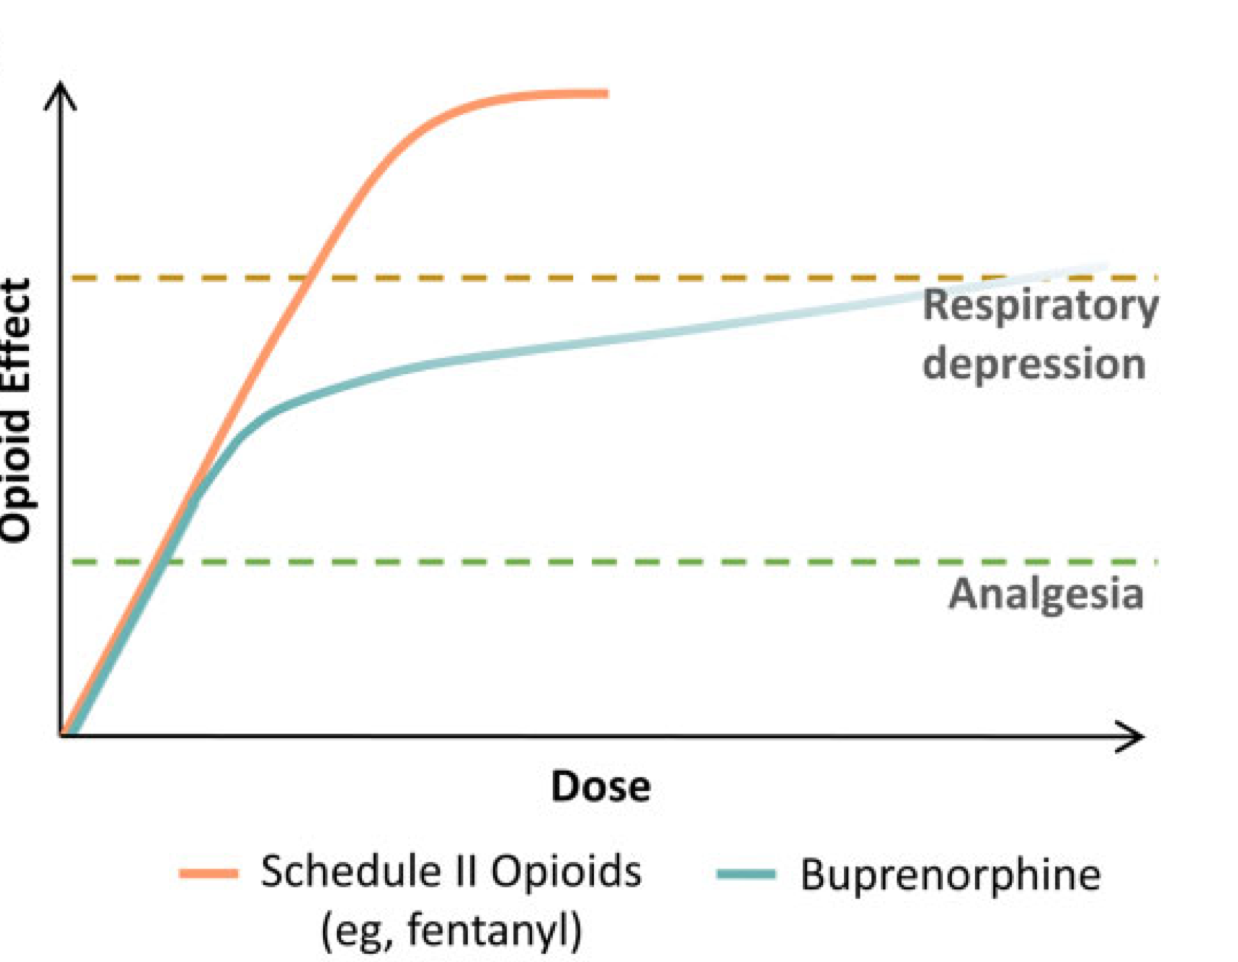 Opioid Effect
Respiratory
depression
Analgesia
Dose
Schedule II Opioids
(eg, fentanyl)
Buprenorphine